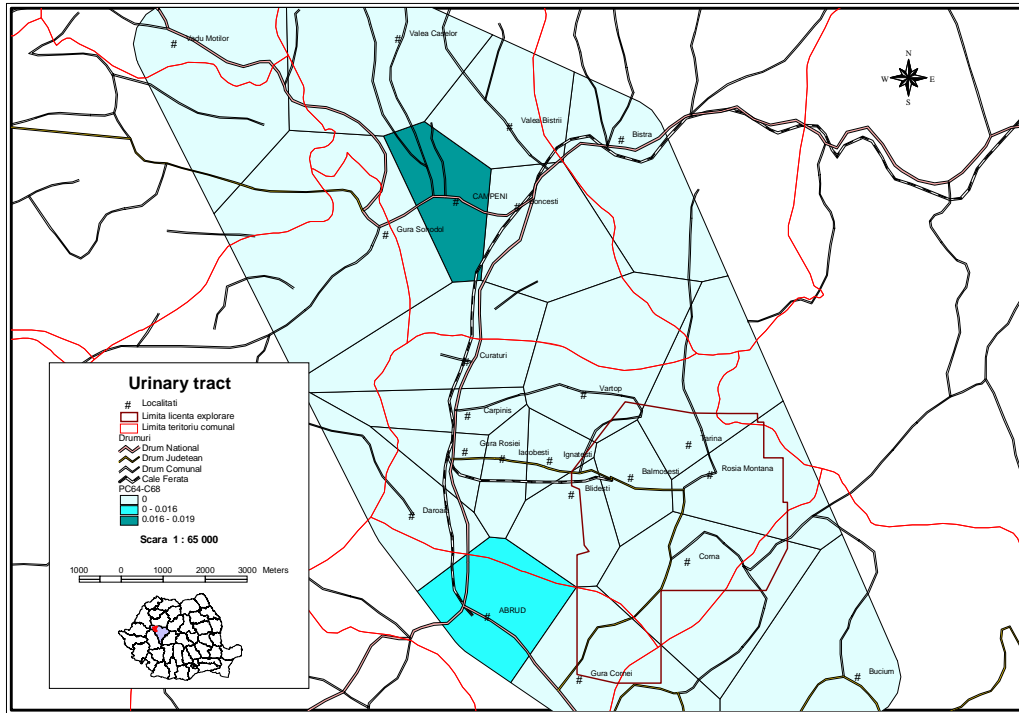 Vadu Motilor
#
Valea Caselor
#
N
W E
S
Valea Bistrii
#
Bistra
#
CAMPENI
#
Boncesti
#
Gura Sohodol
#
Curaturi
#
Vartop
#
Carpinis
#
Gura Rosiei
#
Iacobesti
#
Ignatesti
#
Tarina
#
Balmosesti
#
Rosia Montana
#
Blidesti
#
Daroaia
#
Corna
#
ABRUD
#
Gura Cornei
#
Bucium
#
Urinary tract
# Localitati
Limita licenta explorare
Limita teritoriu comunal
Drumuri
Drum National
Drum Judetean
Drum Comunal
Cale Ferata
PC64-C68
0
0 - 0.016
0.016 - 0.019
Scara 1 : 65 000
1000 0 1000 2000 3000 Meters